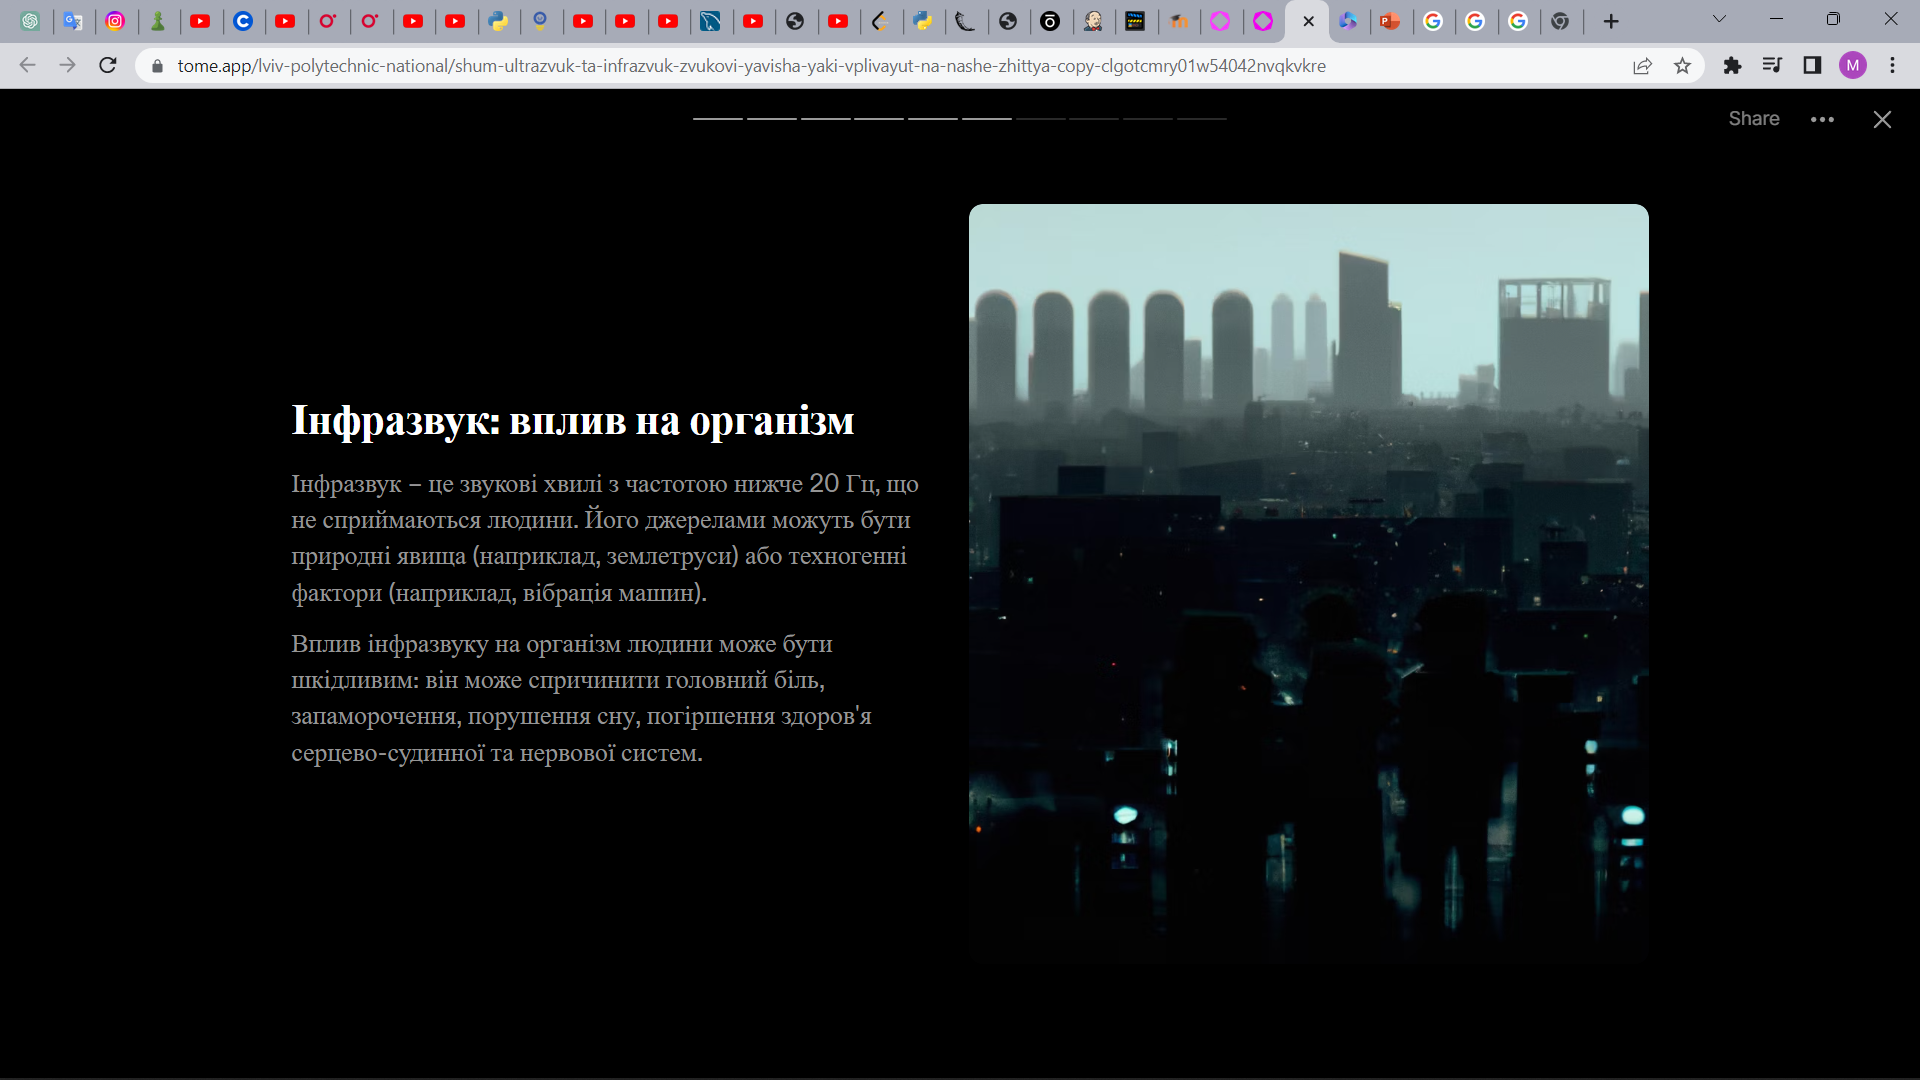 tome.app/lviv-polytechnic-national/shum-ultrazvuk-ta-infrazvuk-zvukovi-yavisha-yaki-vplivayut-na-nashe-zhittya-copy-clgotcmry01w54042nvqkvkre
M
Share
Інфразвук: вплив на організм
Інфразвук – це звукові хвилі з частотою нижче 20 Гц, що
не сприймаються людини. Його джерелами можуть бути
природні явища (наприклад, землетруси) або техногенні
фактори (наприклад, вібрація машин).
Вплив інфразвуку на організм людини може бути
шкідливим: він може спричинити головний біль,
запаморочення, порушення сну, погіршення здоров'я
серцево-судинної та нервової систем.